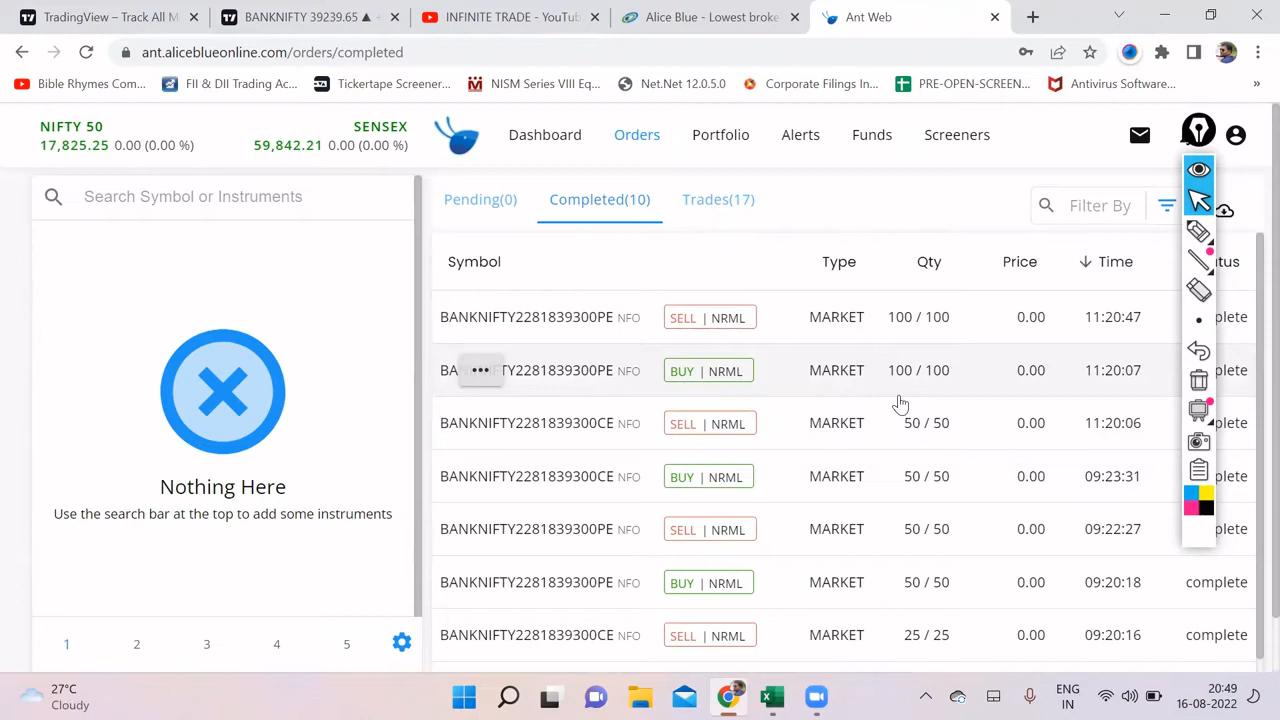 TradingView – Track All M
BANKNIFTY 39239.65 ▲ +
INFINITE TRADE - YouTu
Alice Blue - Lowest broke
Ant Web
ant.aliceblueonline.com/orders/completed
Bible Rhymes Com...
FII & DII Trading Ac...
Tickertape Screener...
NISM Series VIII Eq...
Net.Net 12.0.5.0
Corporate Filings In...
PRE-OPEN-SCREEN...
Antivirus Software...
»
NIFTY 50
17,825.25 0.00 (0.00 %)
SENSEX
59,842.21 0.00 (0.00 %)
Dashboard
Orders
Portfolio
Alerts
Funds
Screeners
Search Symbol or Instruments
Nothing Here
Use the search bar at the top to add some instruments
1 2 3 4 5
Pending(0) Completed(10) Trades(17)
Filter By
Symbol Type Qty Price Time tus
BANKNIFTY2281839300PE NFO SELL | NRML MARKET 100 / 100 0.00 11:20:47 plete
BA ••• TY2281839300PE NFO BUY | NRML MARKET 100 / 100 0.00 11:20:07 plete
BANKNIFTY2281839300CE NFO SELL | NRML MARKET 50 / 50 0.00 11:20:06 plete
BANKNIFTY2281839300CE NFO BUY | NRML MARKET 50 / 50 0.00 09:23:31 plete
BANKNIFTY2281839300PE NFO SELL | NRML MARKET 50 / 50 0.00 09:22:27 plete
BANKNIFTY2281839300PE NFO BUY | NRML MARKET 50 / 50 0.00 09:20:18 complete
BANKNIFTY2281839300CE NFO SELL | NRML MARKET 25 / 25 0.00 09:20:16 complete
27°C
Cloudy
ENG
IN
20:49
16-08-2022